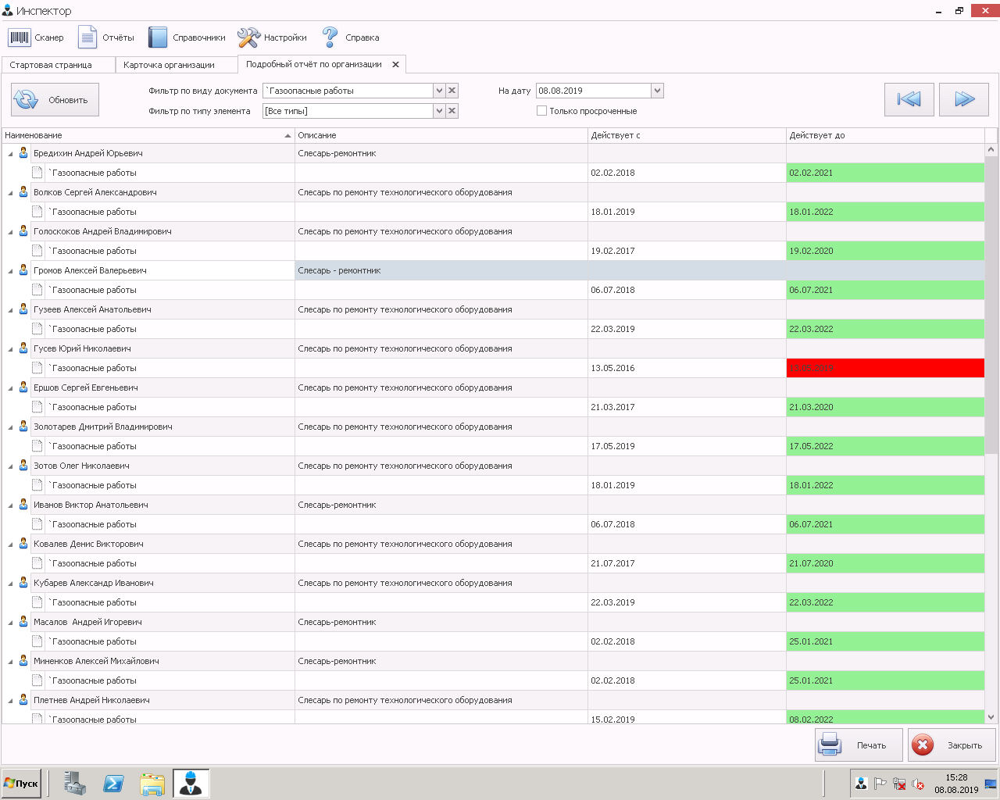 Инспектор
Сканер Отчёты Справочники Настройки Справка
Стартовая страница Карточка организации Подробный отчёт по организации
Обновить Фильтр по виду документа `Газоопасные работы На дату 08.08.2019
Фильтр по типу элемента [Все типы] Только просроченные
Наименование Описание Действует с Действует до
Бредихин Андрей Юрьевич Слесарь-ремонтник
`Газоопасные работы 02.02.2018 02.02.2021
Волков Сергей Александрович Слесарь по ремонту технологического оборудования
`Газоопасные работы 18.01.2019 18.01.2022
Голоскоков Андрей Владимирович Слесарь по ремонту технологического оборудования
`Газоопасные работы 19.02.2017 19.02.2020
Громов Алексей Валерьевич Слесарь - ремонтник
`Газоопасные работы 06.07.2018 06.07.2021
Гузеев Алексей Анатольевич Слесарь по ремонту технологического оборудования
`Газоопасные работы 22.03.2019 22.03.2022
Гусев Юрий Николаевич Слесарь по ремонту технологического оборудования
`Газоопасные работы 13.05.2016
Ершов Сергей Евгеньевич Слесарь по ремонту технологического оборудования
`Газоопасные работы 21.03.2017 21.03.2020
Золотарев Дмитрий Владимирович Слесарь по ремонту технологического оборудования
`Газоопасные работы 17.05.2019 17.05.2022
Зотов Олег Николаевич Слесарь по ремонту технологического оборудования
`Газоопасные работы 18.01.2019 18.01.2022
Иванов Виктор Анатольевич Слесарь-ремонтник
`Газоопасные работы 06.07.2018 06.07.2021
Ковалев Денис Викторович Слесарь по ремонту технологического оборудования
`Газоопасные работы 21.07.2017 21.07.2020
Кубарев Александр Иванович Слесарь по ремонту технологического оборудования
`Газоопасные работы 22.03.2019 22.03.2022
Масалов Андрей Игоревич Слесарь-ремонтник
`Газоопасные работы 02.02.2018 25.01.2021
Миненков Алексей Михайлович Слесарь-ремонтник
`Газоопасные работы 02.02.2018 25.01.2021
Плетнев Андрей Николаевич Слесарь по ремонту технологического оборудования
`Газоопасные работы 15.02.2019 08.02.2022
Печать Закрыть
Пуск 15:28
08.08.2019